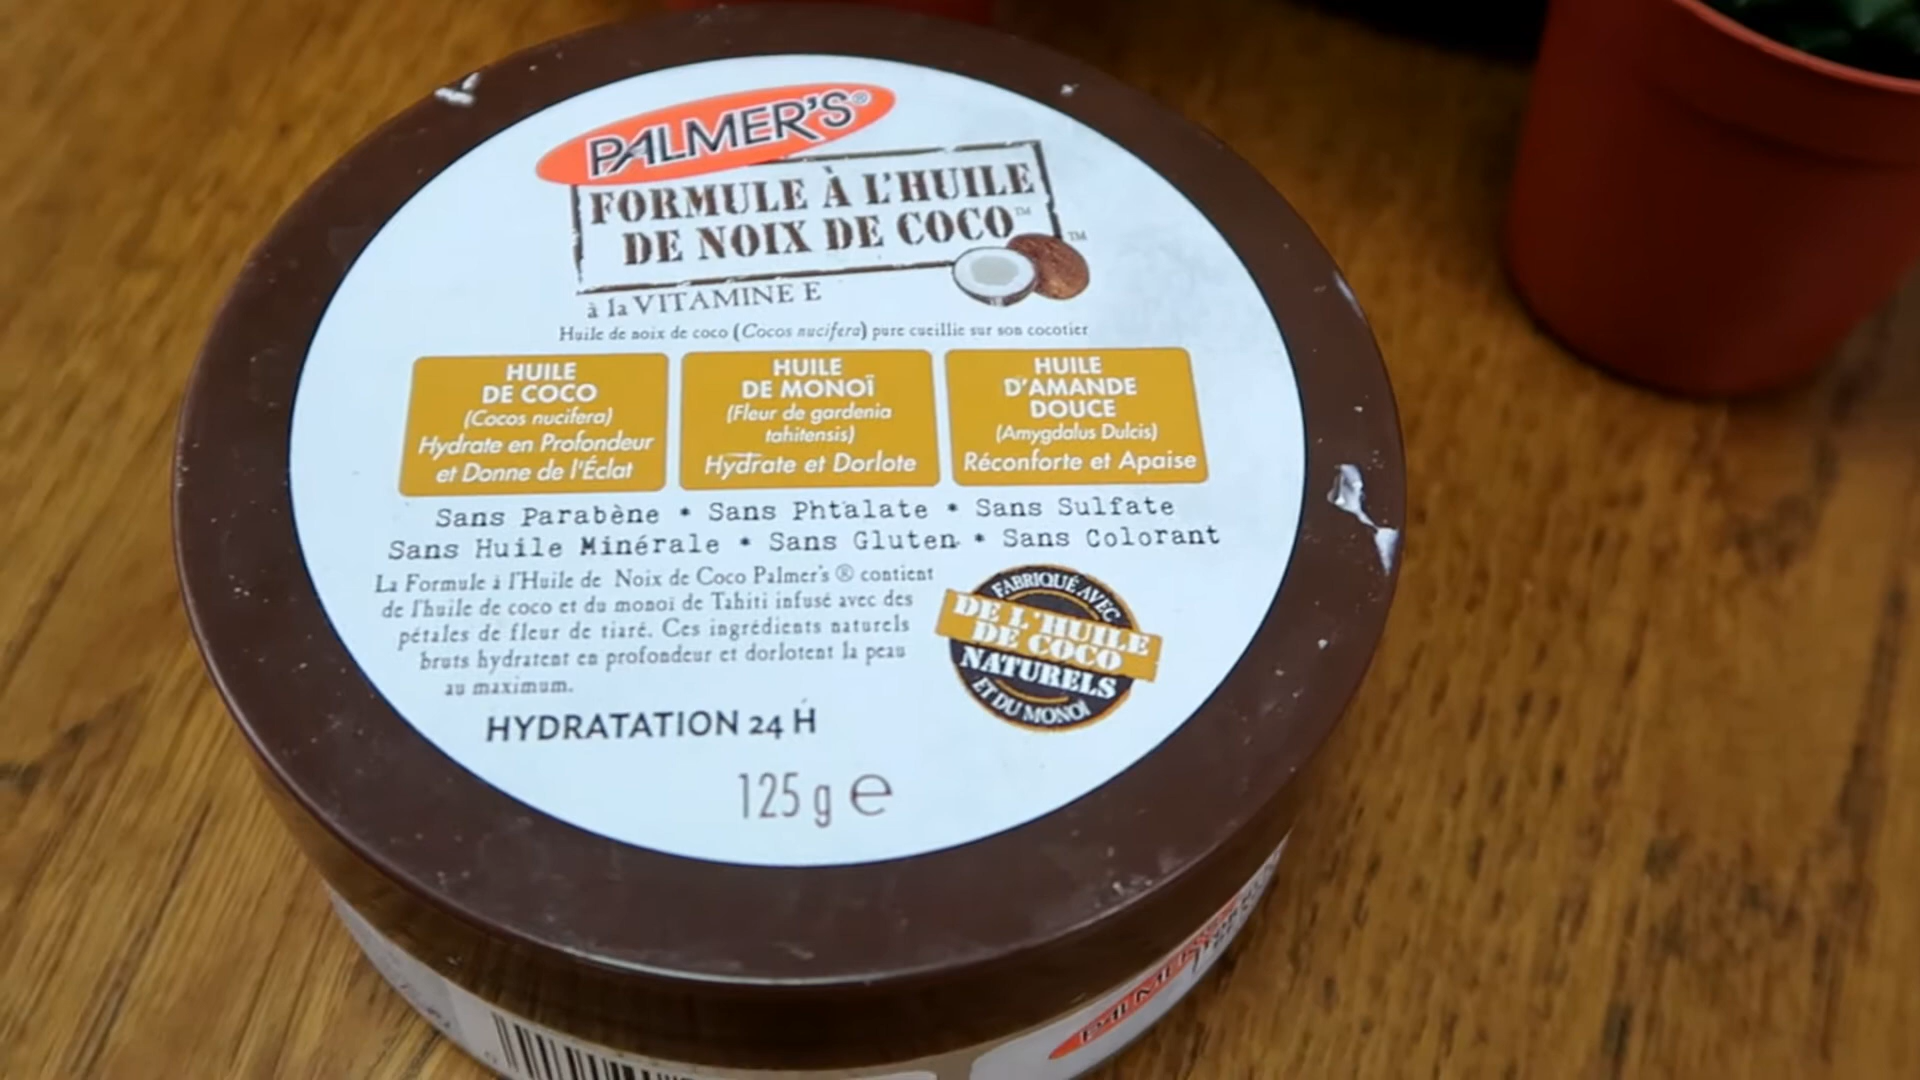 PALMER'S®
FORMULE À L'HUILE
DE NOIX DE COCO™
™
à la VITAMINE E
Huile de noix de coco (Cocos nucifera) pure cueillie sur son cocotier
HUILE
DE COCO
(Cocos nucifera)
Hydrate en Profondeur
et Donne de l'Éclat
HUILE
DE MONOÏ
(Fleur de gardenia
tahitensis)
Hydrate et Dorlote
HUILE
D'AMANDE
DOUCE
(Amygdalus Dulcis)
Réconforte et Apaise
Sans Parabène • Sans Phtalate • Sans Sulfate
Sans Huile Minérale • Sans Gluten • Sans Colorant
La Formule à l'Huile de Noix de Coco Palmer's ® contient
de l'huile de coco et du monoï de Tahiti infusé avec des
pétales de fleur de tiaré. Ces ingrédients naturels
bruts hydratent en profondeur et dorlotent la peau
au maximum.
FABRIQUÉ AVEC
DE L'HUILE
DE COCO
NATURELS
ET DU MONOÏ
HYDRATATION 24 H
125 g e
PALMER'S